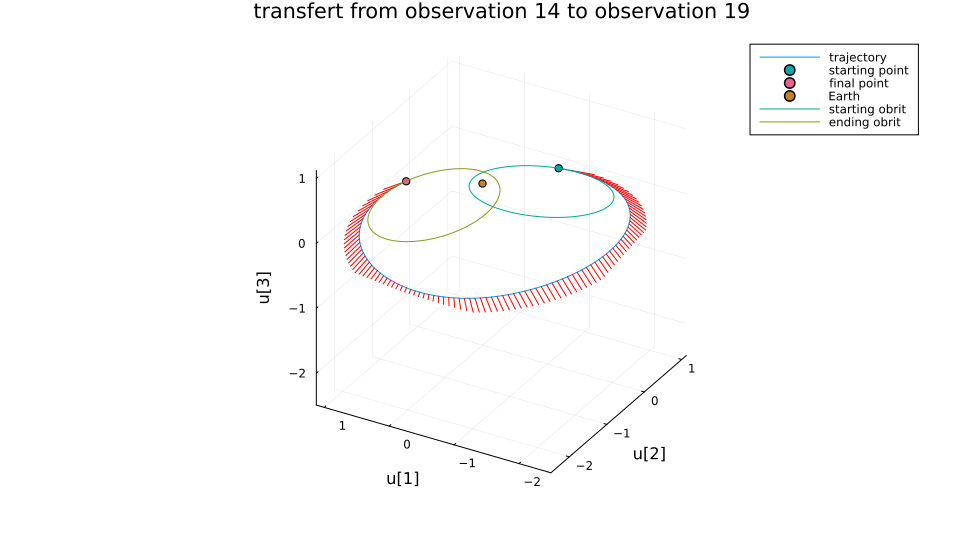 transfert from observation 14 to observation 19
trajectory
starting point
final point
Earth
starting obrit
ending obrit
1
0
−1
−2
u[3]
1
0
−1
−2
u[1]
1
0
−1
−2
u[2]